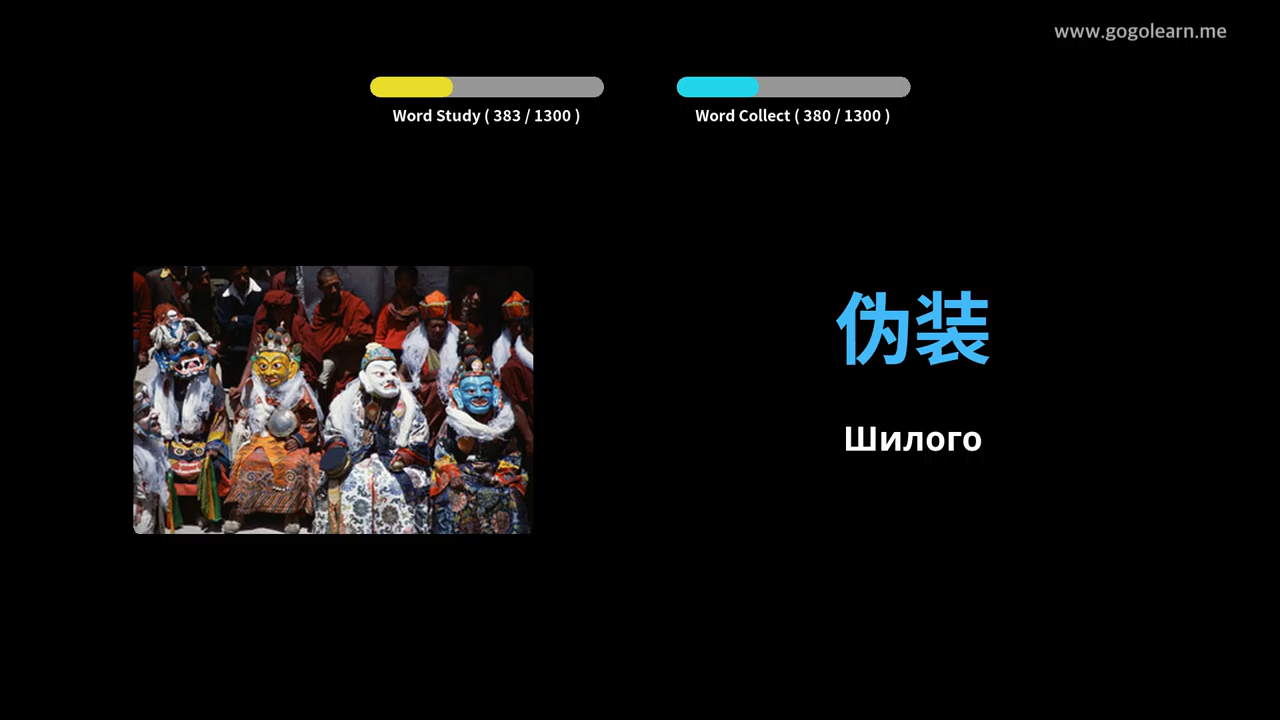 www.gogolearn.me
Word Study ( 383 / 1300 )
Word Collect ( 380 / 1300 )
伪装
Шилого